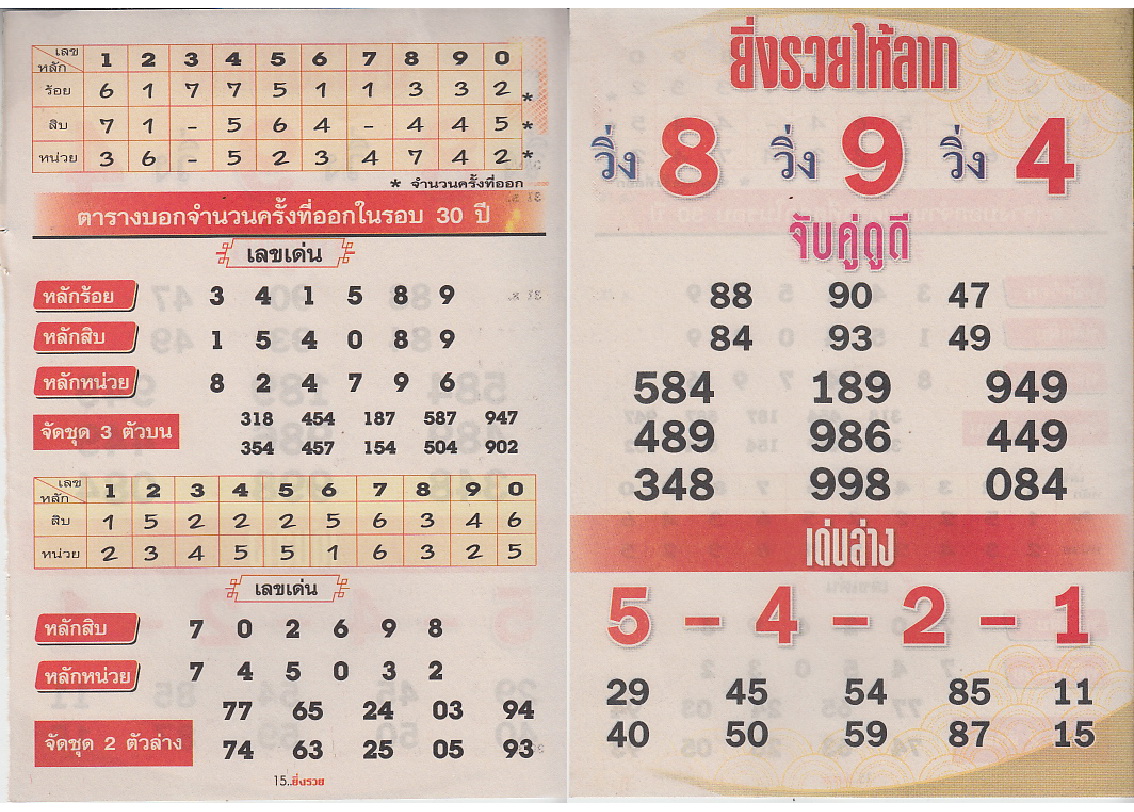 เลข
หลัก 1 2 3 4 5 6 7 8 9 0
ร้อย 6 1 7 7 5 1 1 3 3 2 *
สิบ 7 1 - 5 6 4 - 4 4 5 *
หน่วย 3 6 - 5 2 3 4 7 4 2 *
* จำนวนครั้งที่ออก
ตารางบอกจำนวนครั้งที่ออกในรอบ 30 ปี
เลขเด่น
หลักร้อย 3 4 1 5 8 9
หลักสิบ 1 5 4 0 8 9
หลักหน่วย 8 2 4 7 9 6
จัดชุด 3 ตัวบน
318 454 187 587 947
354 457 154 504 902
เลข
หลัก 1 2 3 4 5 6 7 8 9 0
สิบ 1 5 2 2 2 5 6 3 4 6
หน่วย 2 3 4 5 5 1 6 3 2 5
เลขเด่น
หลักสิบ 7 0 2 6 9 8
หลักหน่วย 7 4 5 0 3 2
จัดชุด 2 ตัวล่าง
77 65 24 03 94
74 63 25 05 93
15..ยิ่งรวย
ยิ่งรวยให้ลาภ
วิ่ง 8 วิ่ง 9 วิ่ง 4
จับคู่ดูดี
88 90 47
84 93 49
584 189 949
489 986 449
348 998 084
เด่นล่าง
5 - 4 - 2 - 1
29 45 54 85 11
40 50 59 87 15